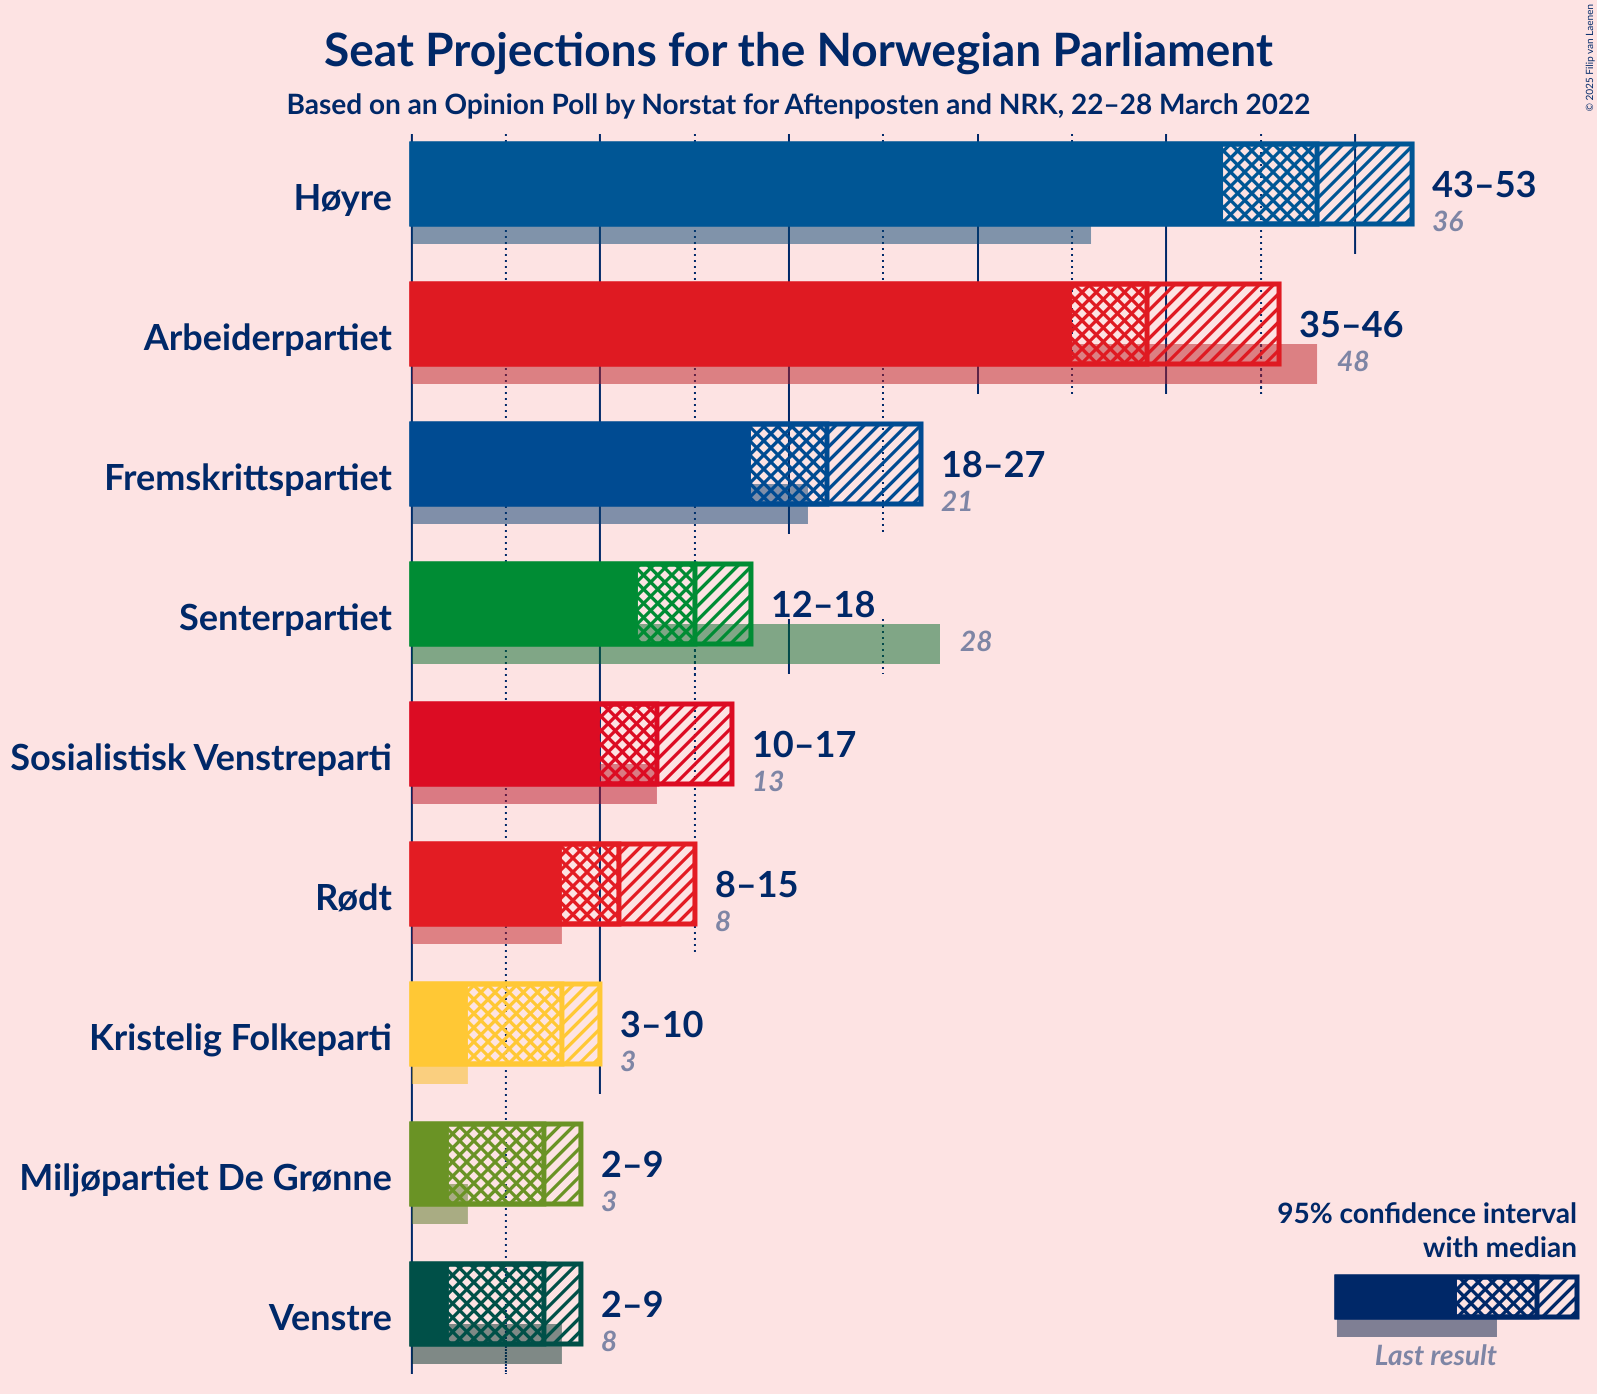 Seat Projections for the Norwegian Parliament
Based on an Opinion Poll by Norstat for Aftenposten and NRK, 22–28 March 2022
© 2025 Filip van Laenen
Høyre
43–53
36
Arbeiderpartiet
35–46
48
Fremskrittspartiet
18–27
21
Senterpartiet
12–18
28
Sosialistisk Venstreparti
10–17
13
Rødt
8–15
8
Kristelig Folkeparti
3–10
3
Miljøpartiet De Grønne
2–9
3
Venstre
2–9
8
95% confidence interval
with median
Last result